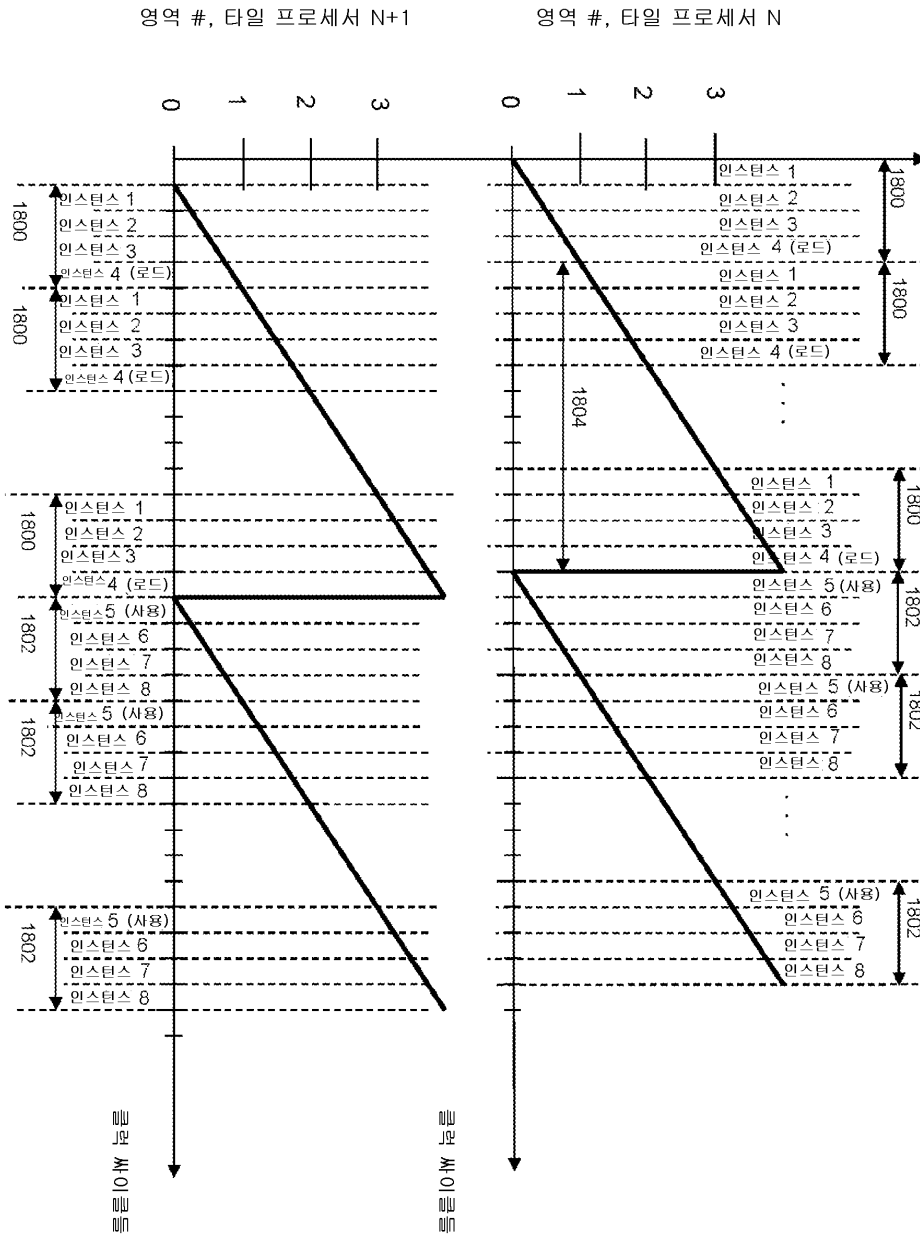 영역 #, 타일 프로세서 N+1
0
1
2
3
1800
인스턴스 1
인스턴스 2
인스턴스 3
인스턴스 4 (로드)
1800
인스턴스 1
인스턴스 2
인스턴스 3
인스턴스 4 (로드)
1800
인스턴스 1
인스턴스 2
인스턴스3
인스턴스 4 (로드)
1802
인스턴스 5 (사용)
인스턴스 6
인스턴스 7
인스턴스 8
1802
인스턴스 5 (사용)
인스턴스 6
인스턴스 7
인스턴스 8
1802
인스턴스 5 (사용)
인스턴스 6
인스턴스 7
인스턴스 8
클럭 싸이클들
영역 #, 타일 프로세서 N
0
1
2
3
1800
인스턴스 1
인스턴스 2
인스턴스 3
인스턴스 4 (로드)
1800
인스턴스 1
인스턴스 2
인스턴스 3
인스턴스 4 (로드)
. . .
1804
1800
인스턴스 1
인스턴스 2
인스턴스 3
인스턴스 4 (로드)
1802
인스턴스 5 (사용)
인스턴스 6
인스턴스 7
인스턴스 8
1802
인스턴스 5 (사용)
인스턴스 6
인스턴스 7
인스턴스 8
. . .
1802
인스턴스 5 (사용)
인스턴스 6
인스턴스 7
인스턴스 8
클럭 싸이클들